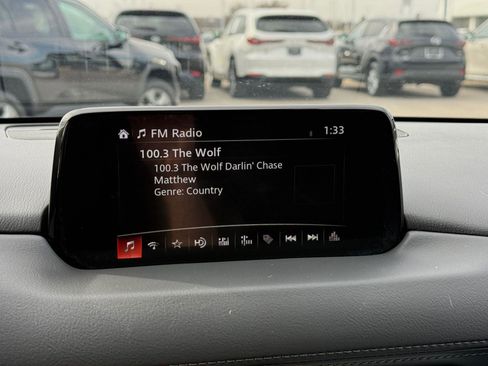 FM Radio 1:33
100.3 The Wolf
100.3 The Wolf Darlin' Chase
Matthew
Genre: Country